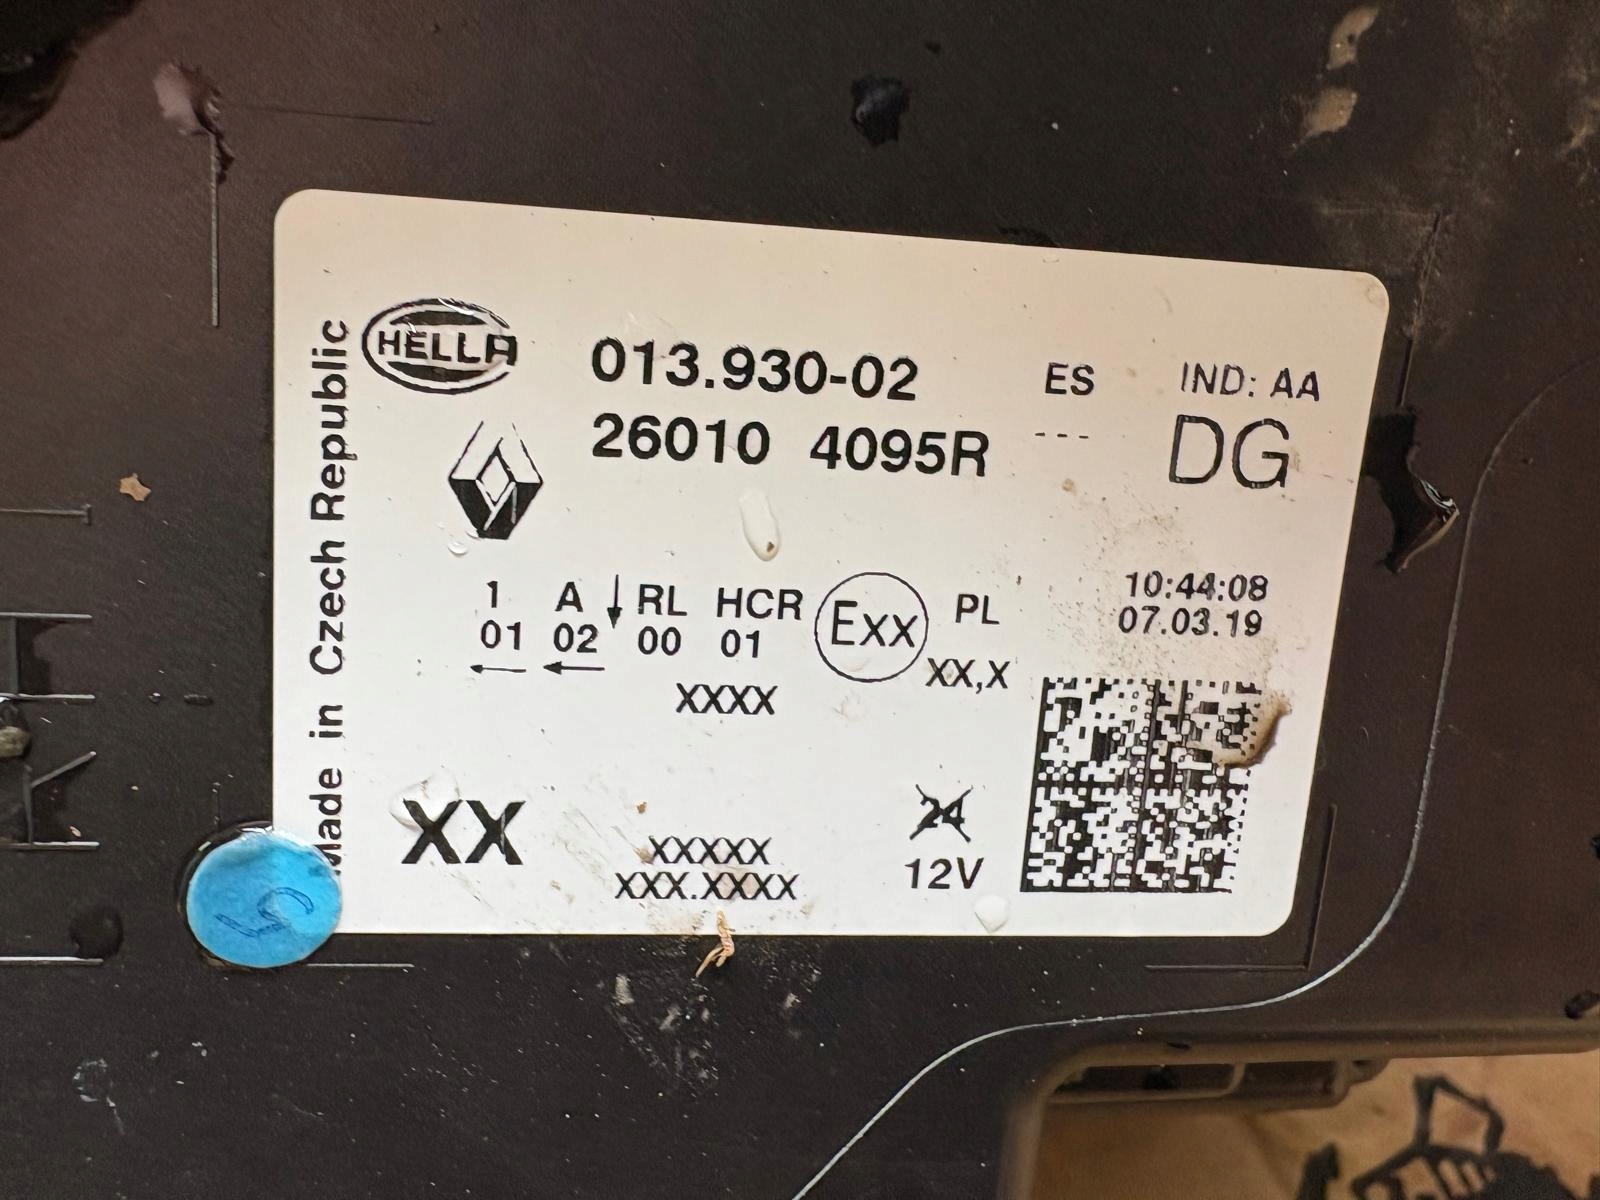 Made in Czech Republic
HELLA
013.930-02 ES IND: AA
26010 4095R --- DG
1 A RL HCR Exx PL
01 02 00 01 XX,X
XXXX
10:44:08
07.03.19
XX
XXXXX
XXX.XXXX
24
12V